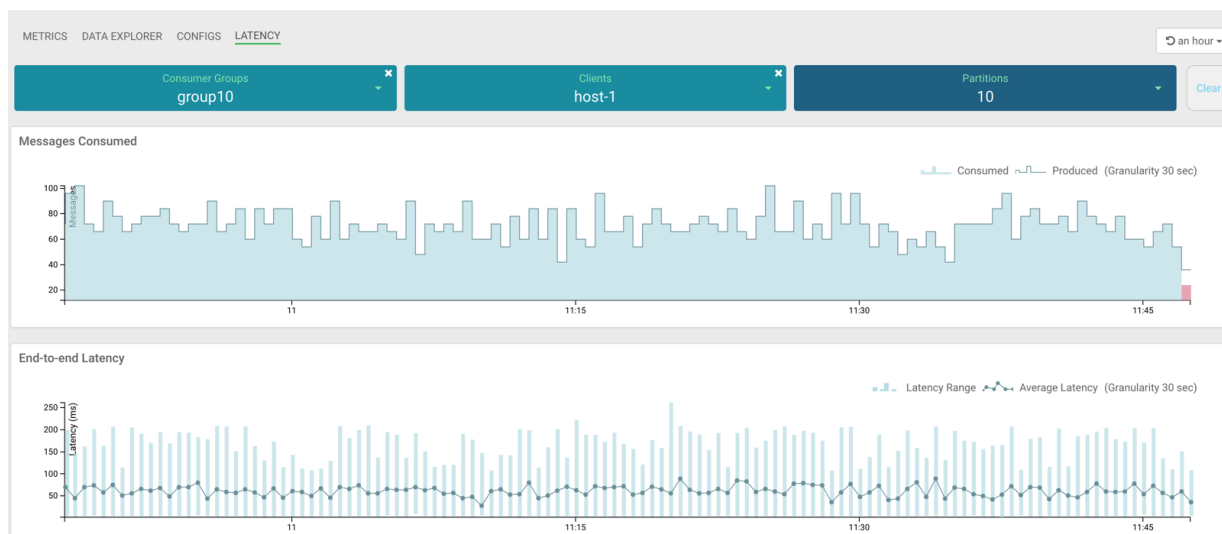 METRICS DATA EXPLORER CONFIGS LATENCY
an hour
Consumer Groups
group10
Clients
host-1
Partitions
10
Clear
Messages Consumed
Consumed Produced (Granularity 30 sec)
Messages
100
80
60
40
20
11 11:15 11:30 11:45
End-to-end Latency
Latency Range Average Latency (Granularity 30 sec)
Latency (ms)
250
200
150
100
50
11 11:15 11:30 11:45